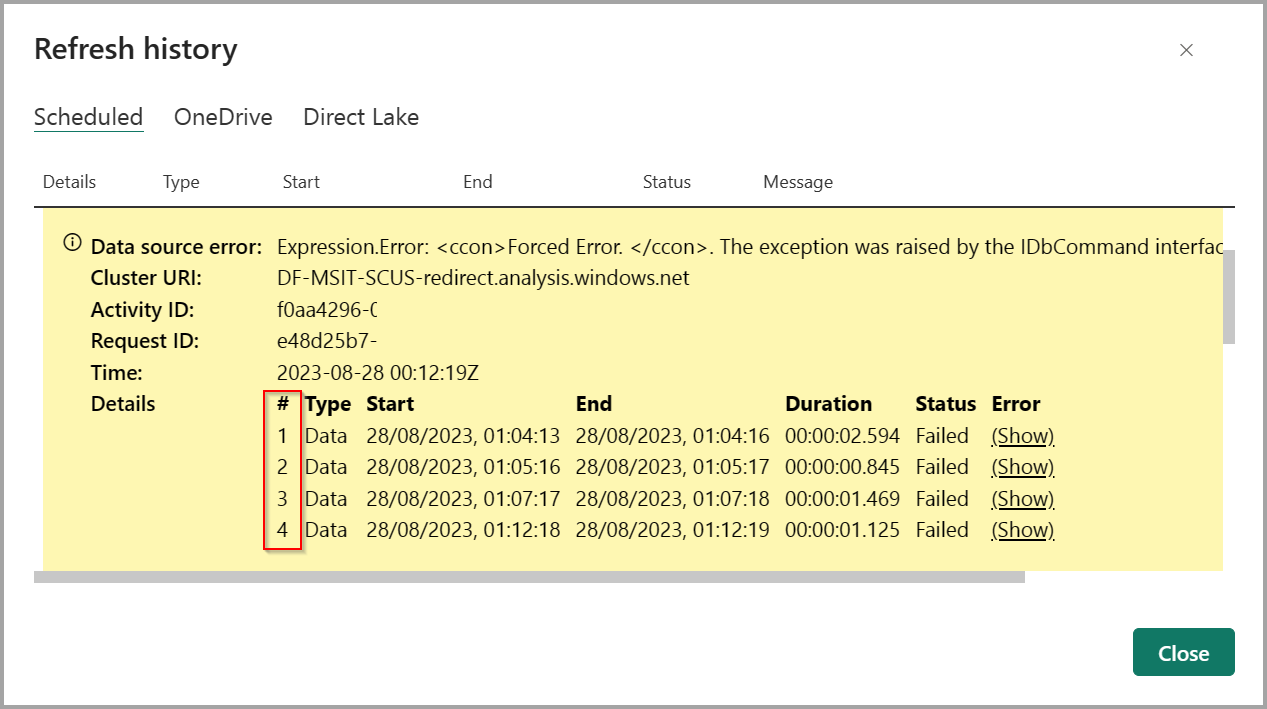 Refresh history
Scheduled OneDrive Direct Lake
Details Type Start End Status Message
Data source error: Expression.Error: <ccon>Forced Error. </ccon>. The exception was raised by the IDbCommand
Cluster URI: DF-MSIT-SCUS-redirect.analysis.windows.net
Activity ID: f0aa4296-
Request ID: e48d25b7-
Time: 2023-08-28 00:12:19Z
Details # Type Start End Duration Status Error
1 Data 28/08/2023, 01:04:13 28/08/2023, 01:04:16 00:00:02.594 Failed (Show)
2 Data 28/08/2023, 01:05:16 28/08/2023, 01:05:17 00:00:00.845 Failed (Show)
3 Data 28/08/2023, 01:07:17 28/08/2023, 01:07:18 00:00:01.469 Failed (Show)
4 Data 28/08/2023, 01:12:18 28/08/2023, 01:12:19 00:00:01.125 Failed (Show)
Close